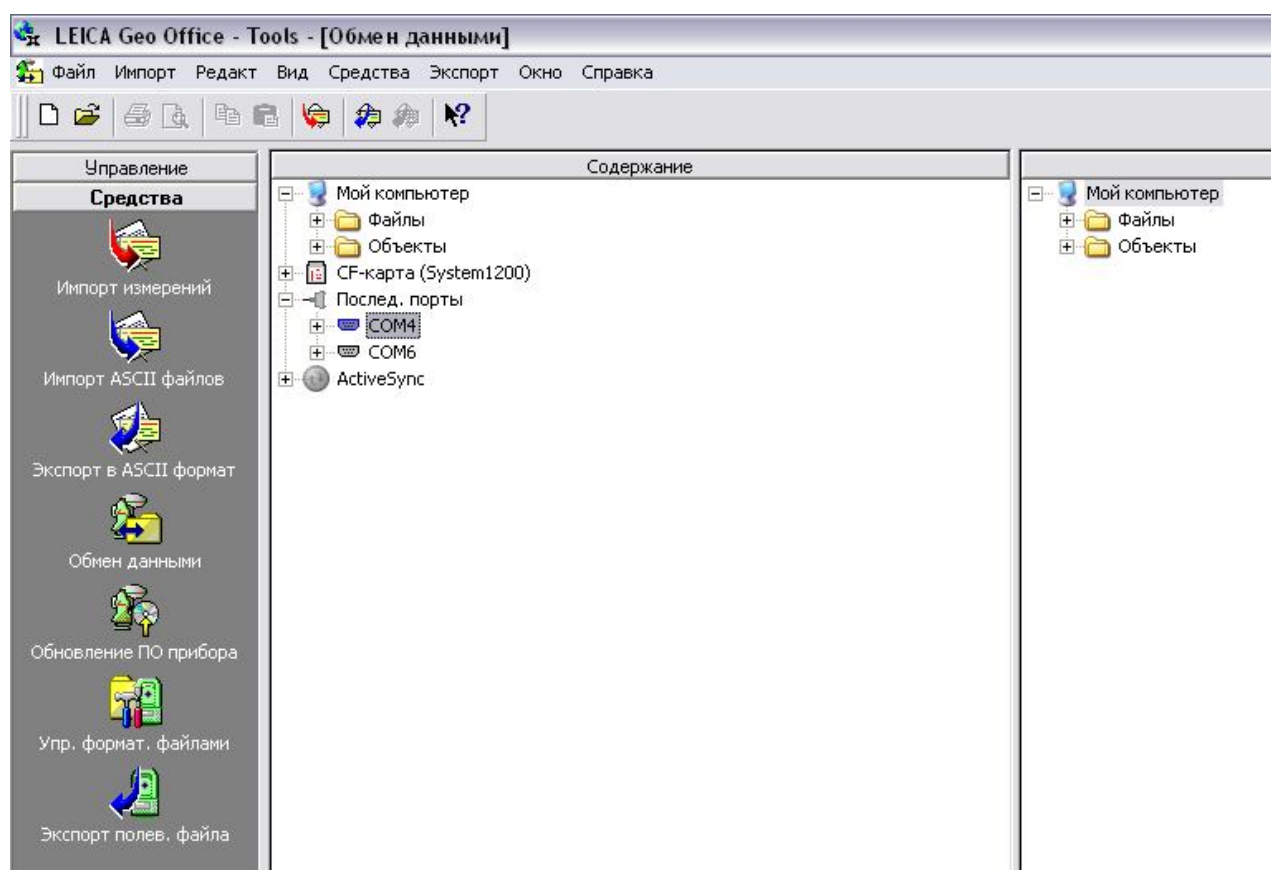 LEICA Geo Office - Tools - [Обмен данными]
Файл Импорт Редакт Вид Средства Экспорт Окно Справка
Управление
Средства
Импорт измерений
Импорт ASCII файлов
Экспорт в ASCII формат
Обмен данными
Обновление ПО прибора
Упр. формат. файлами
Экспорт полев. файла
Содержание
Мой компьютер
Файлы
Объекты
CF-карта (System1200)
Послед. порты
COM4
COM6
ActiveSync
Мой компьютер
Файлы
Объекты